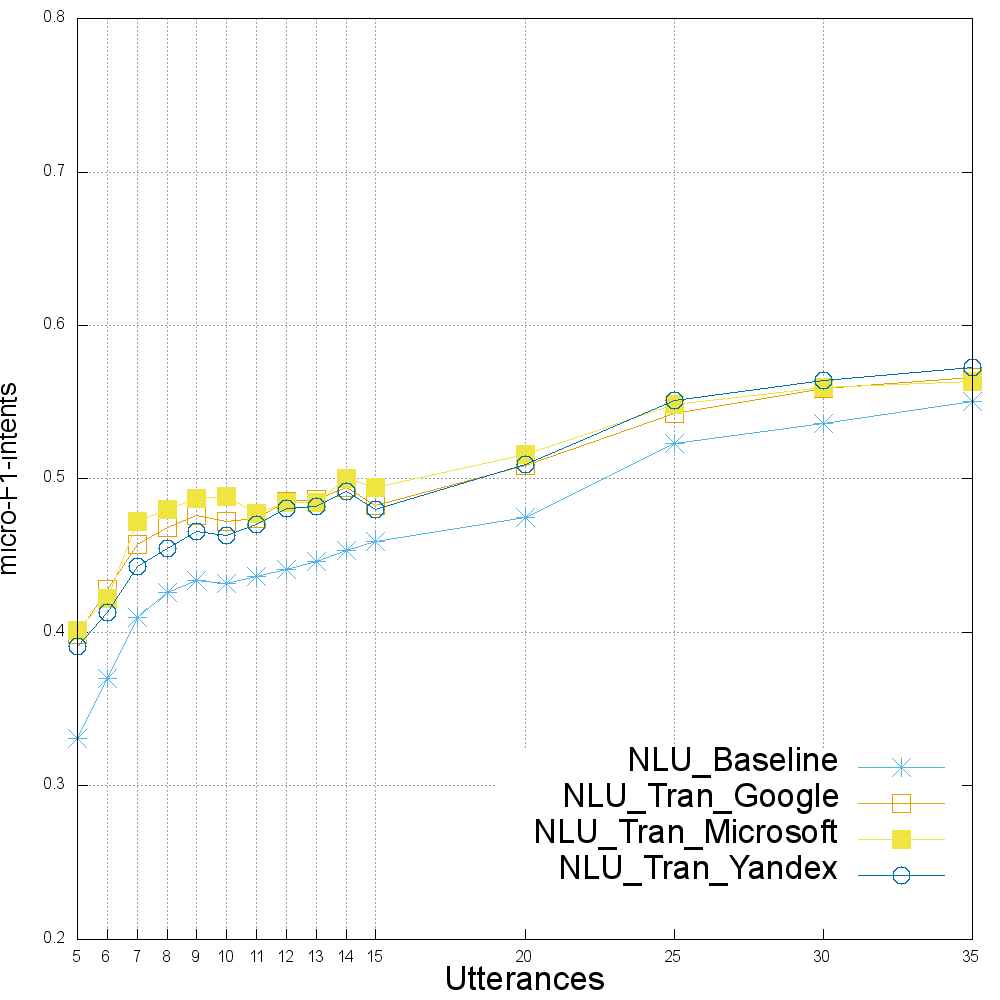 0.8
0.7
0.6
0.5
0.4
0.3
0.2
micro-F1-intents
NLU_Baseline
NLU_Tran_Google
NLU_Tran_Microsoft
NLU_Tran_Yandex
5 6 7 8 9 10 11 12 13 14 15 20 25 30 35
Utterances